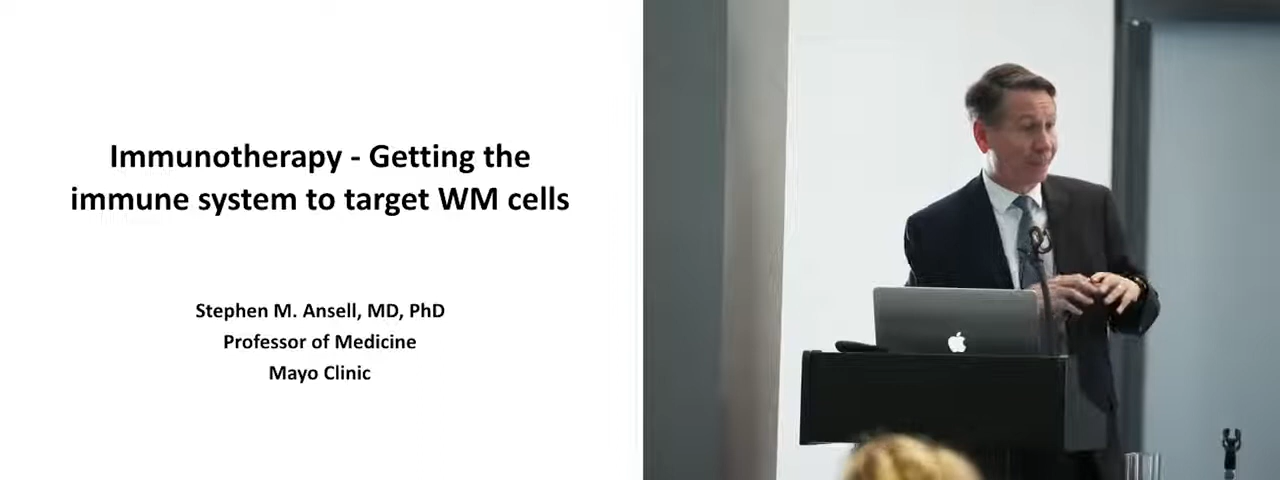 Immunotherapy - Getting the
immune system to target WM cells
Stephen M. Ansell, MD, PhD
Professor of Medicine
Mayo Clinic